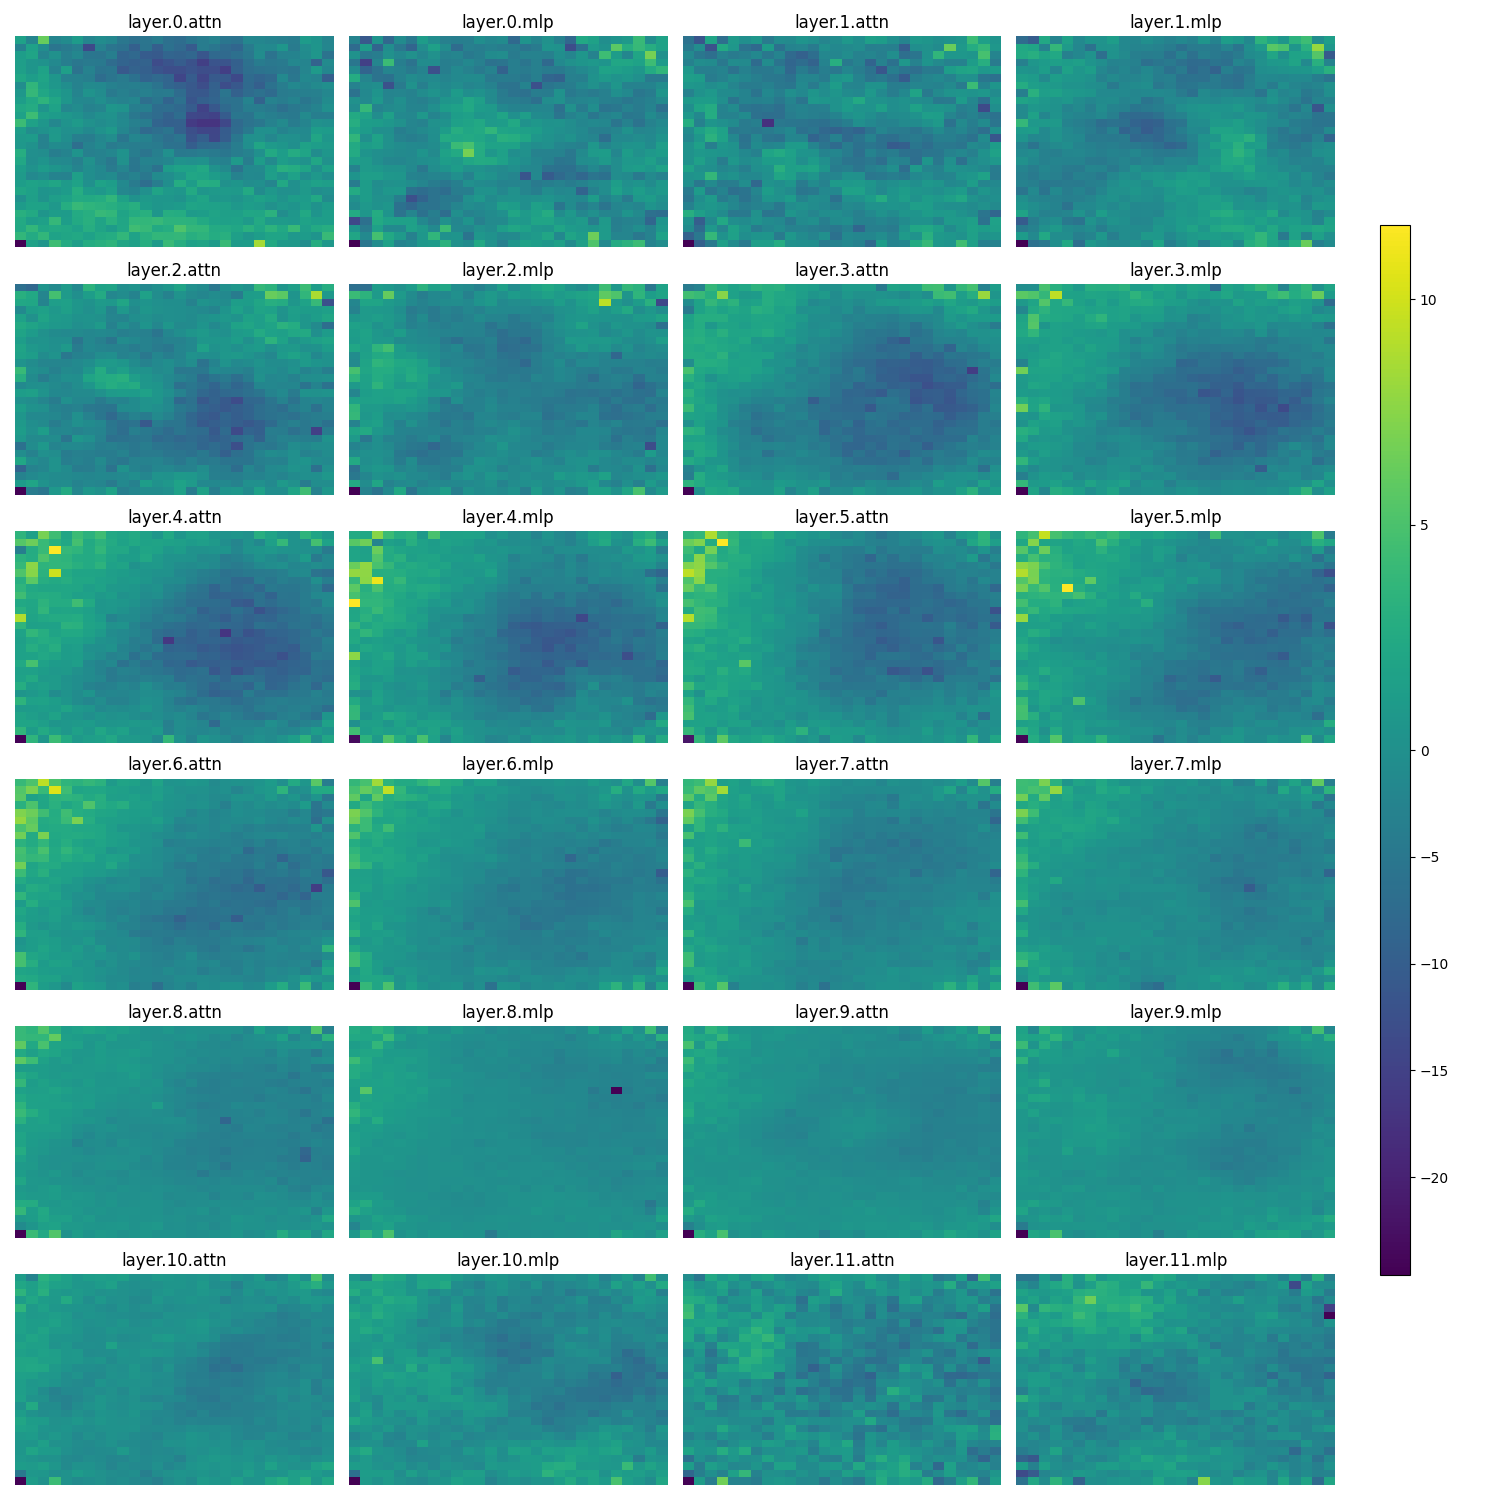 layer.0.attn layer.0.mlp layer.1.attn layer.1.mlp
layer.2.attn layer.2.mlp layer.3.attn layer.3.mlp
layer.4.attn layer.4.mlp layer.5.attn layer.5.mlp
layer.6.attn layer.6.mlp layer.7.attn layer.7.mlp
layer.8.attn layer.8.mlp layer.9.attn layer.9.mlp
layer.10.attn layer.10.mlp layer.11.attn layer.11.mlp
10
5
0
−5
−10
−15
−20